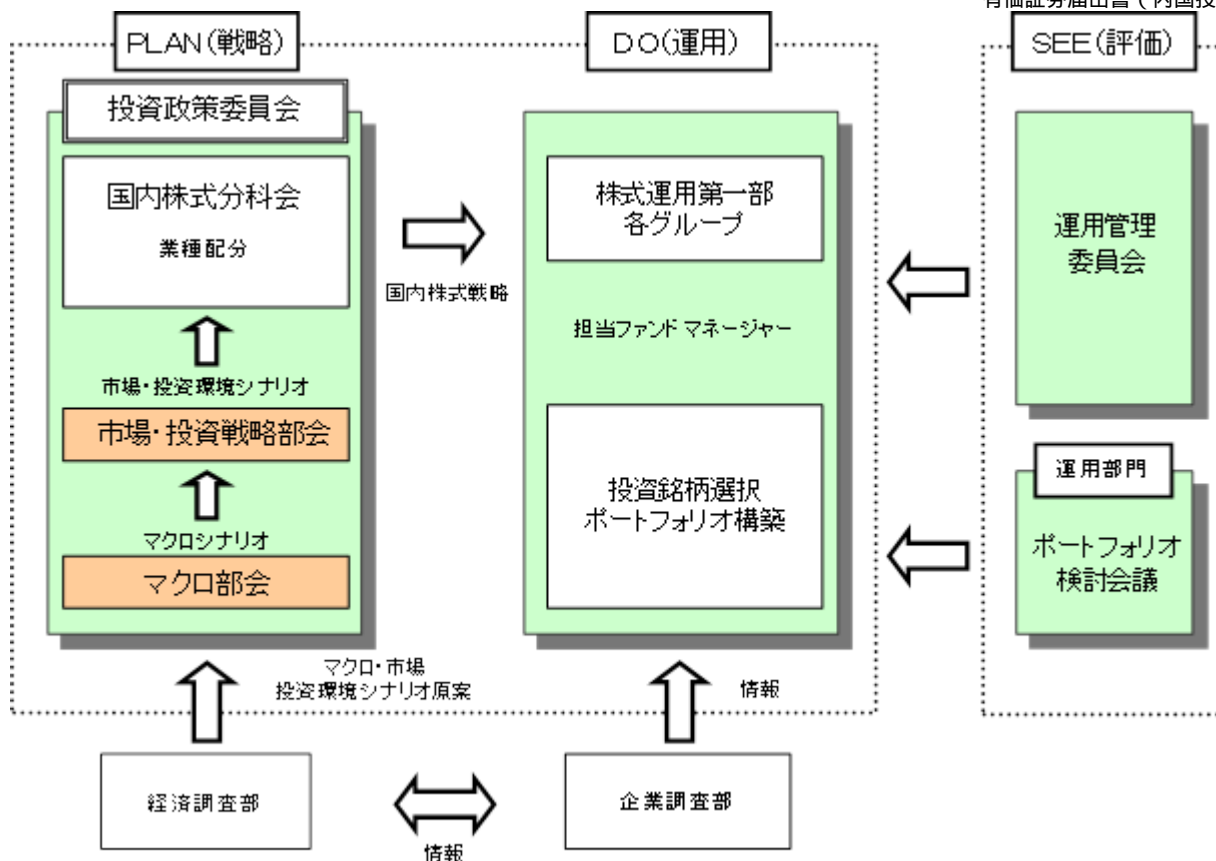 有価証券届出書(内国投
PLAN(戦略)
投資政策委員会
国内株式分科会
業種配分
市場・投資環境シナリオ
市場・投資戦略部会
マクロシナリオ
マクロ部会
国内株式戦略
DO(運用)
株式運用第一部
各グループ
担当ファンドマネージャー
投資銘柄選択
ポートフォリオ構築
SEE(評価)
運用管理
委員会
運用部門
ポートフォリオ
検討会議
マクロ・市場
投資環境シナリオ原案
情報
経済調査部
企業調査部
情報